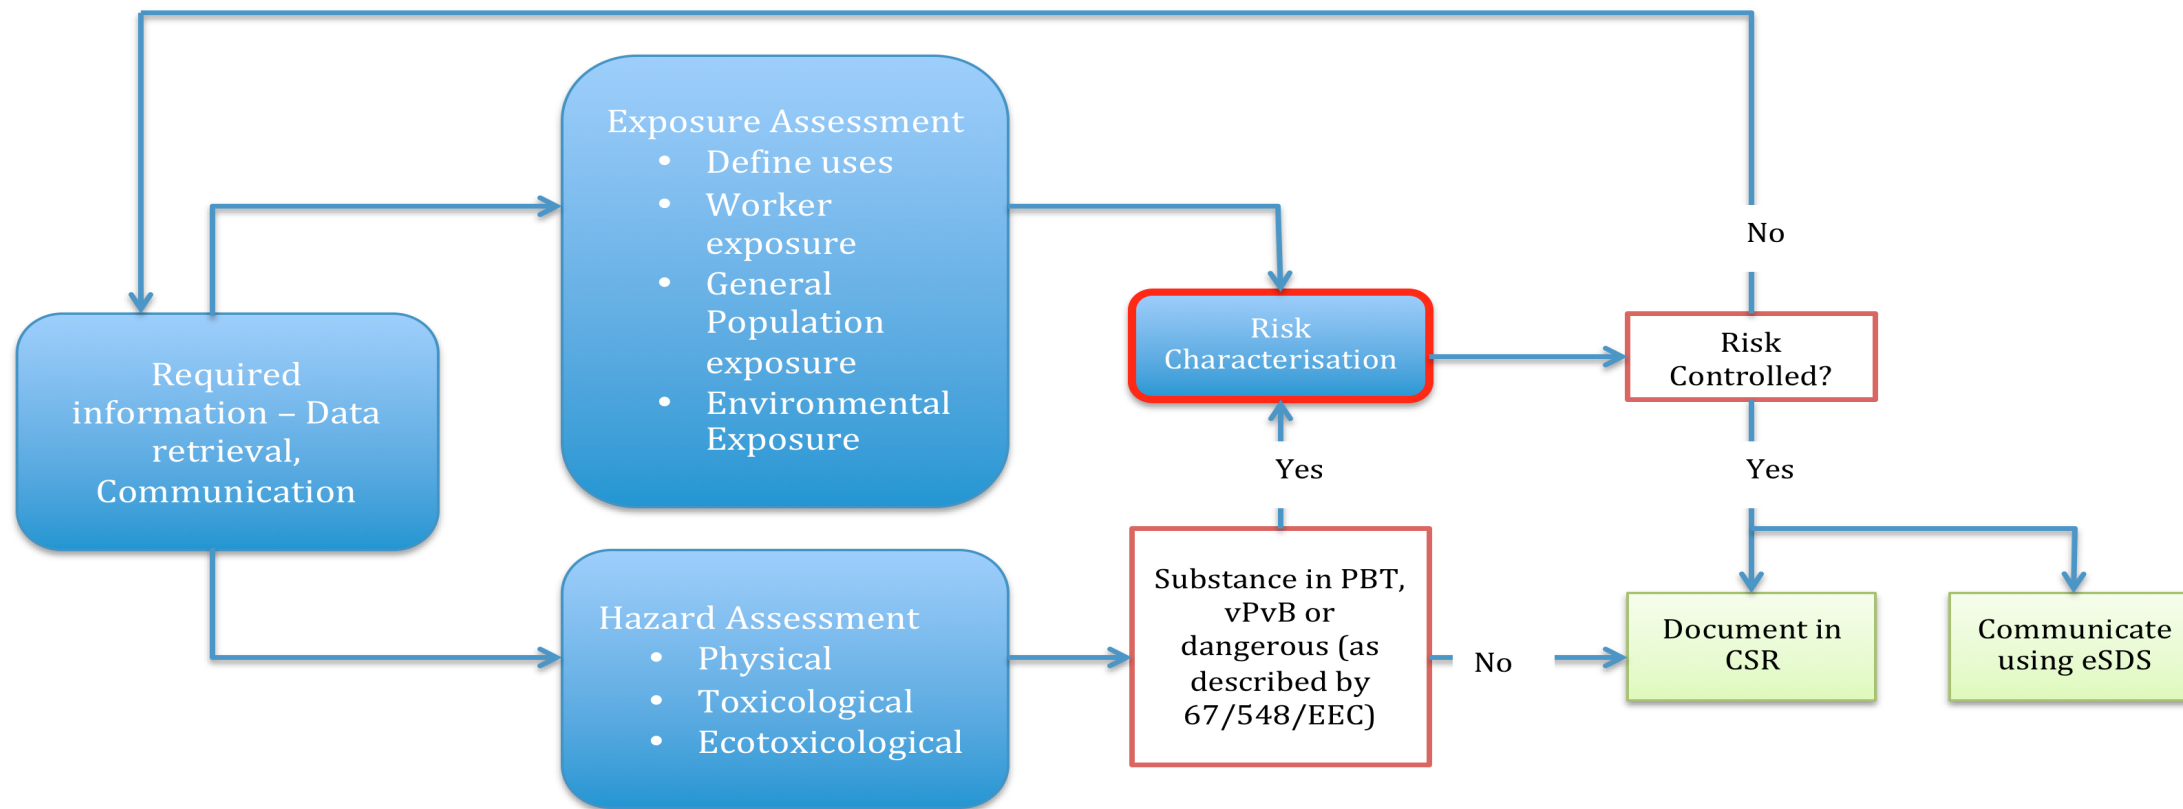 Exposure Assessment
• Define uses
• Worker
exposure
• General
Population
exposure
• Environmental
Exposure
No
Required
information – Data
retrieval,
Communication
Risk
Characterisation
Risk
Controlled?
Yes
Yes
Hazard Assessment
• Physical
• Toxicological
• Ecotoxicological
Substance in PBT,
vPvB or
dangerous (as
described by
67/548/EEC)
No
Document in
CSR
Communicate
using eSDS